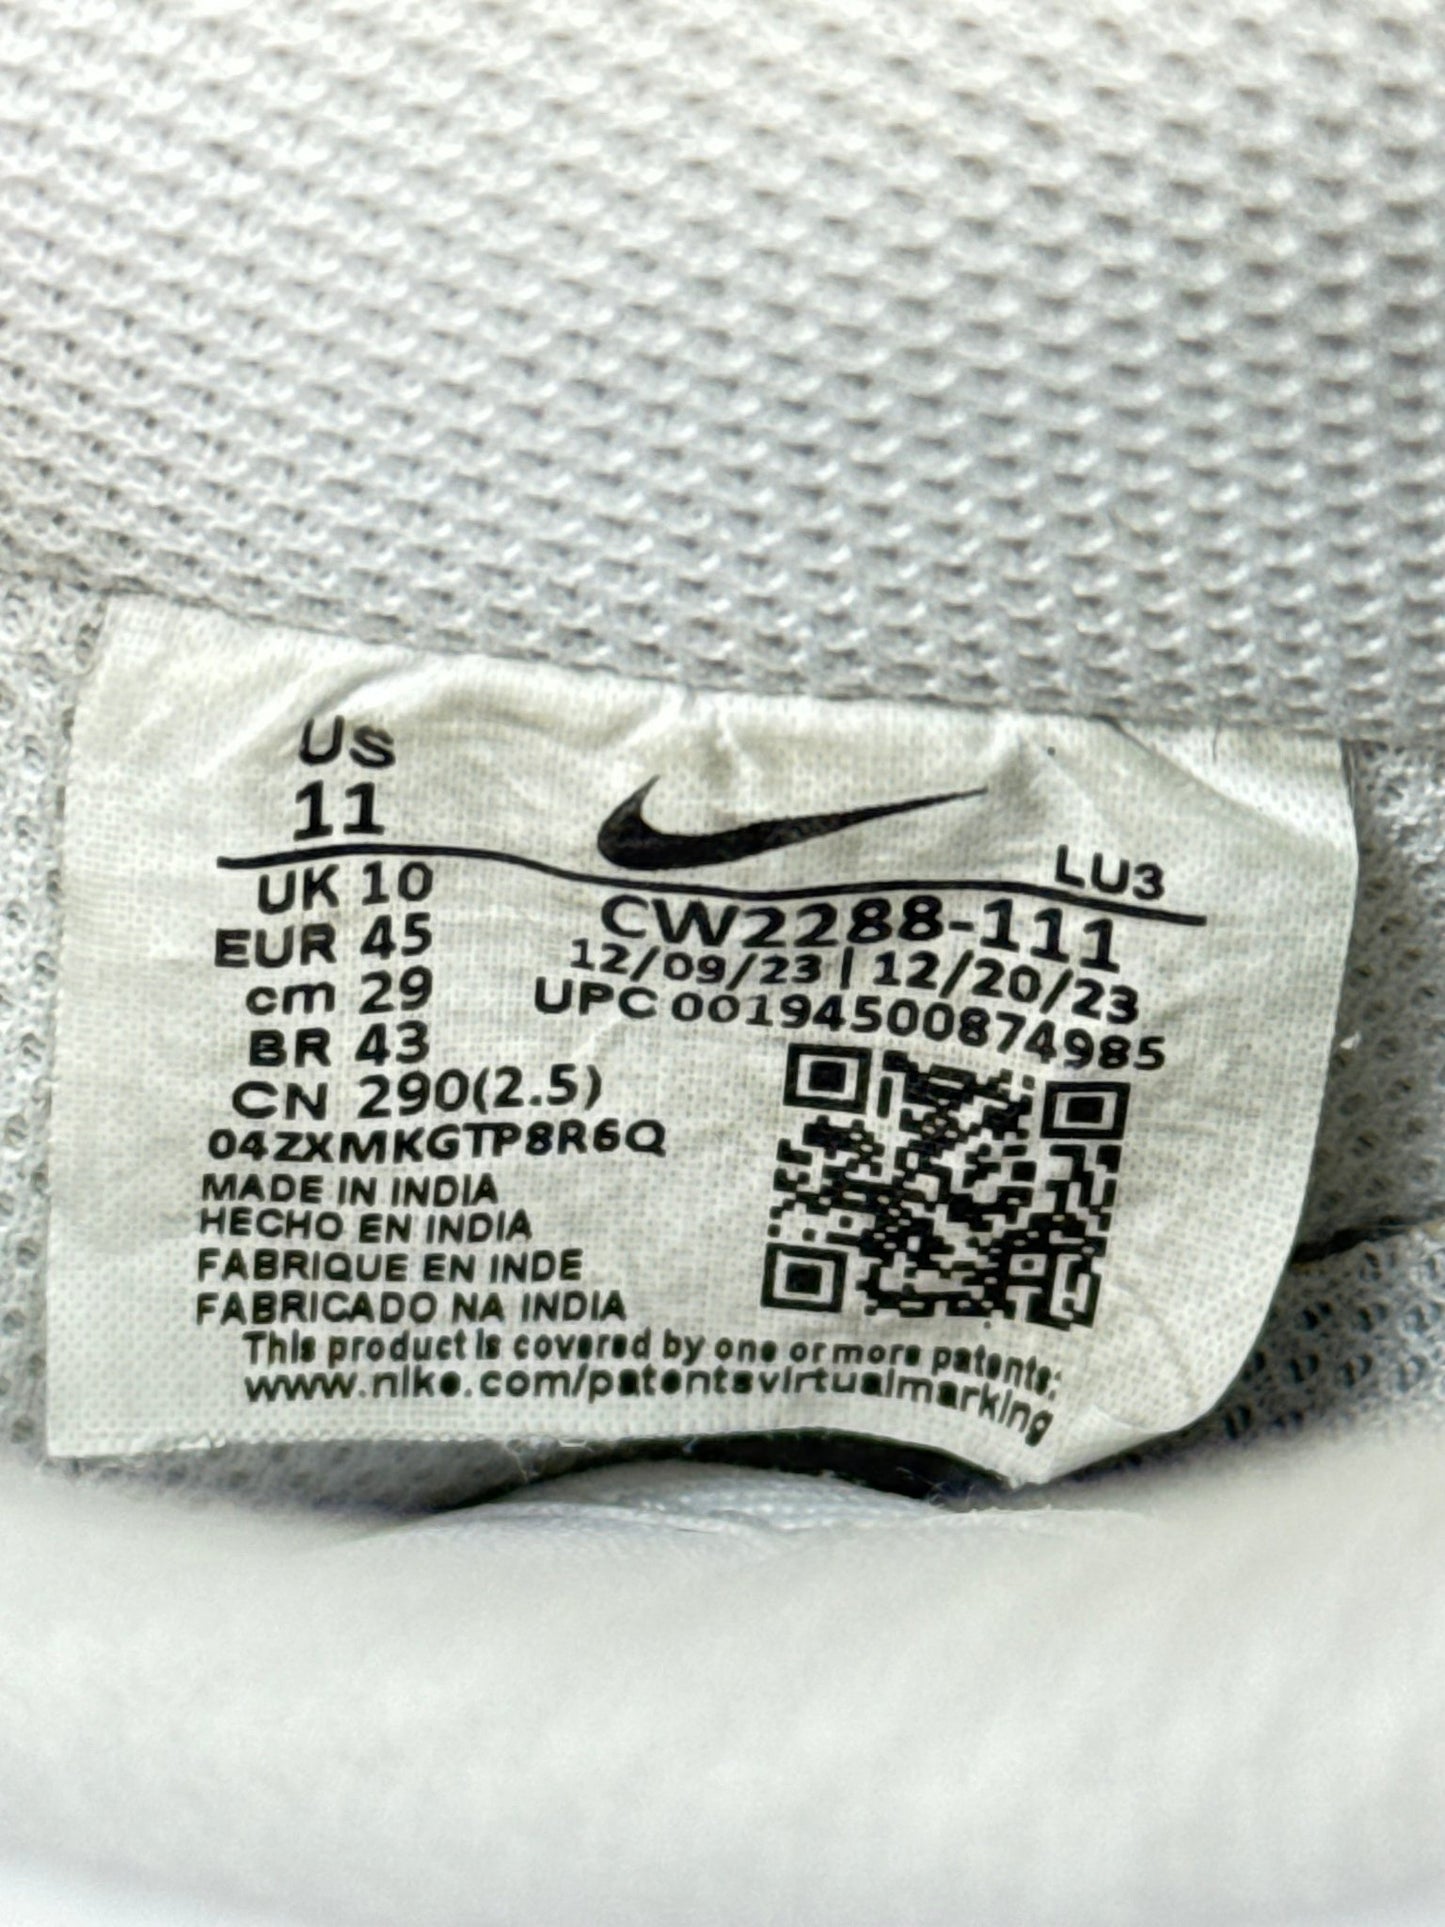 US
11
LU3
UK 10
EUR 45
cm 29
BR 43
CN 290(2.5)
CW2288-111
12/09/23 | 12/20/23
UPC 00194500874985
04ZXMKGTP8R6Q
MADE IN INDIA
HECHO EN INDIA
FABRIQUE EN INDE
FABRICADO NA INDIA
This product is covered by one or more patents:
www.nike.com/patentsvirtualmarking